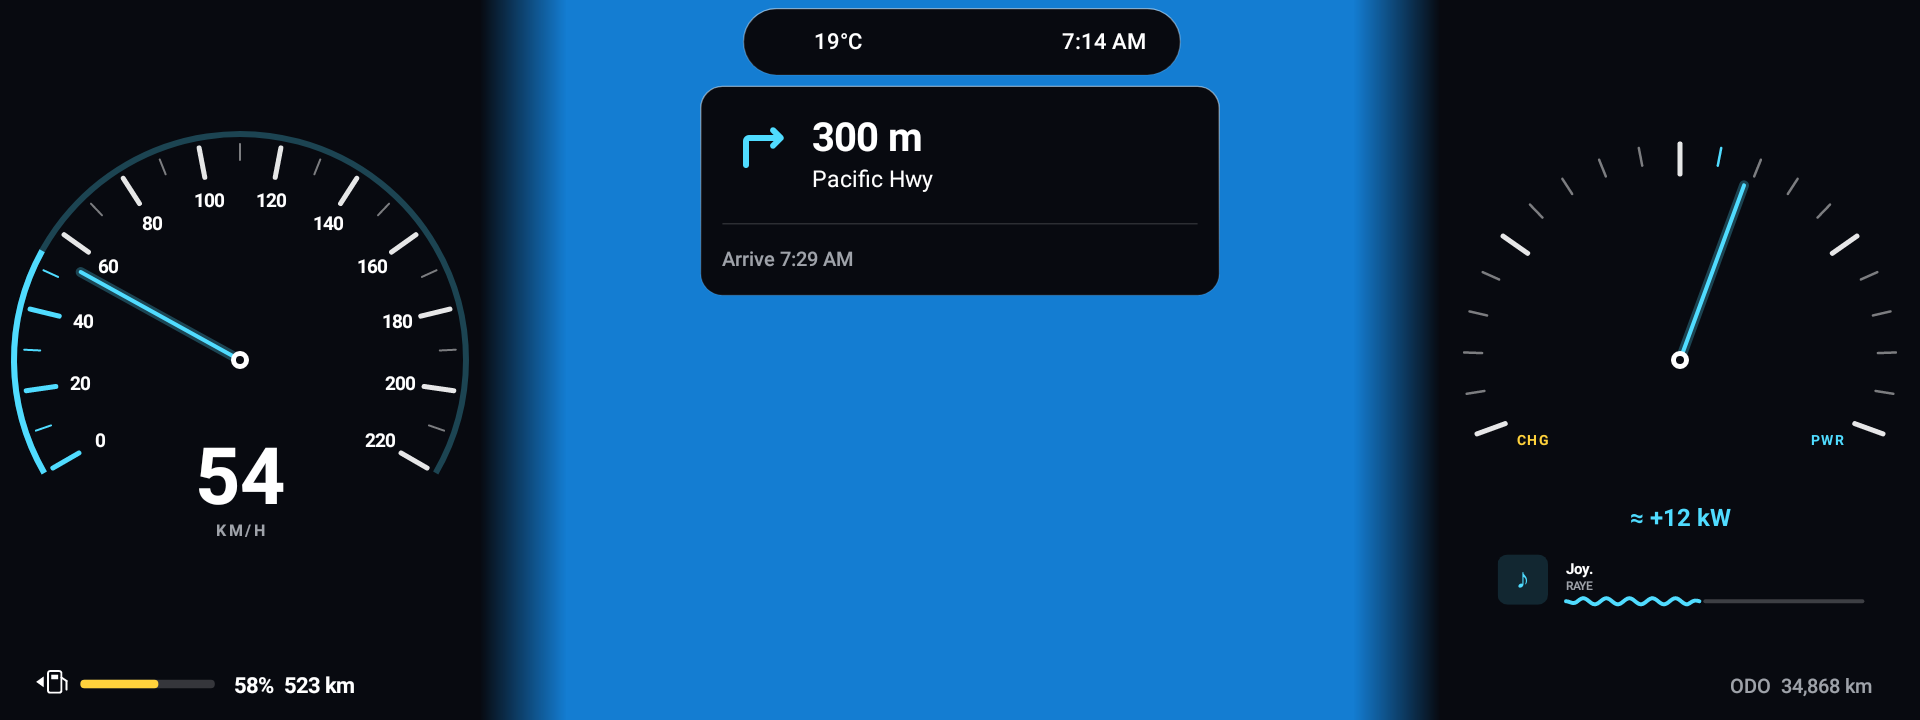 19°C 7:14 AM
300 m
Pacific Hwy
Arrive 7:29 AM
0
20
40
60
80
100
120
140
160
180
200
220
54
KM/H
58% 523 km
CHG
PWR
≈ +12 kW
Joy.
RAYE
ODO 34,868 km